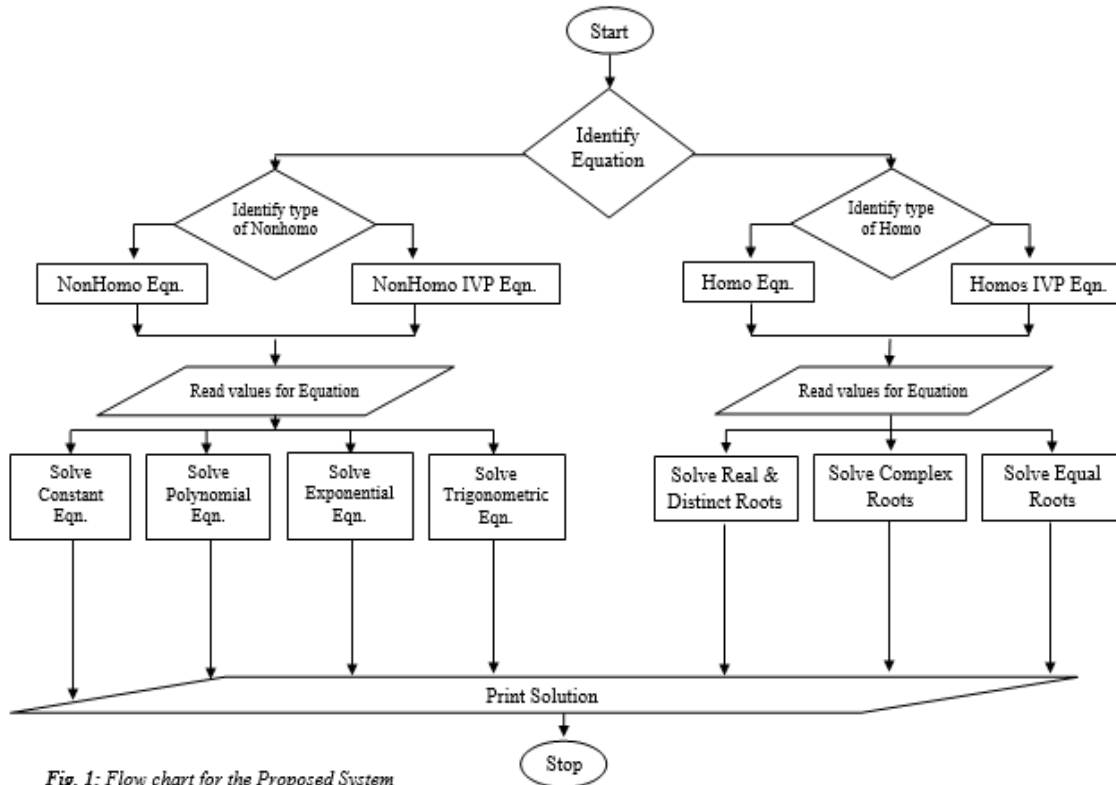 Start
Identify
Equation
Identify type
of Nonhomo
Identify type
of Homo
NonHomo Eqn.
NonHomo IVP Eqn.
Homo Eqn.
Homos IVP Eqn.
Read values for Equation
Read values for Equation
Solve
Constant
Eqn.
Solve
Polynomial
Eqn.
Solve
Exponential
Eqn.
Solve
Trigonometric
Eqn.
Solve Real &
Distinct Roots
Solve Complex
Roots
Solve Equal
Roots
Print Solution
Stop
Fig. 1: Flow chart for the Proposed System